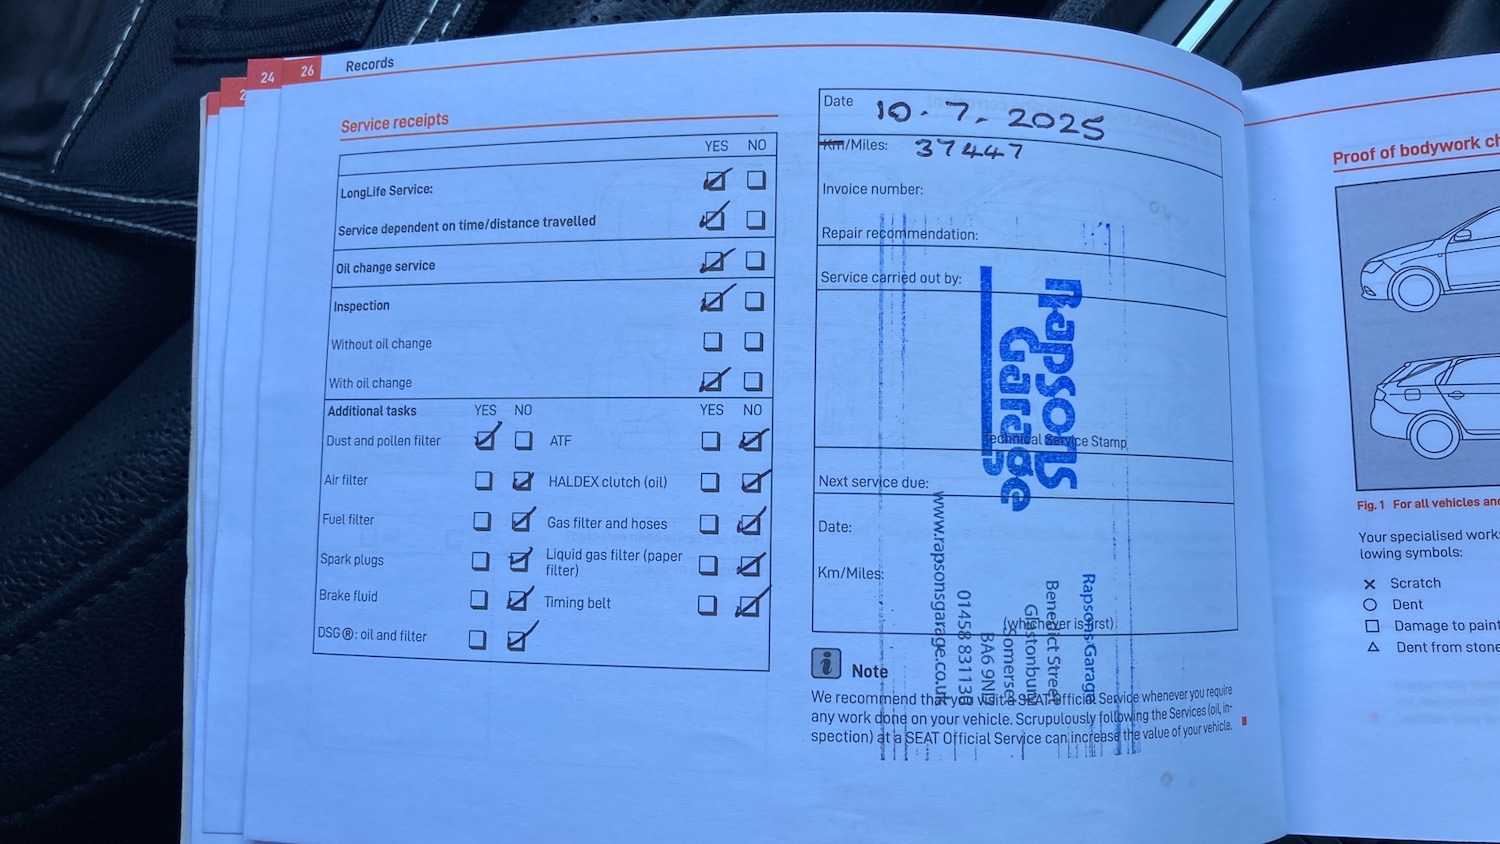 24 26 Records
Service receipts
YES NO
LongLife Service:
Service dependent on time/distance travelled
Oil change service
Inspection
Without oil change
With oil change
Additional tasks YES NO YES NO
Dust and pollen filter ATF
Air filter HALDEX clutch (oil)
Fuel filter Gas filter and hoses
Spark plugs Liquid gas filter (paper
filter)
Brake fluid Timing belt
DSG®: oil and filter
Date 10.7.2025
Km/Miles: 37447
Invoice number:
Repair recommendation:
Service carried out by:
Rapsons
Garage
Technical Service Stamp
Next service due:
Date:
Km/Miles:
(whichever is first)
Rapsons Garage
Benedict Street
Glastonbury
Somerset
BA6 9NE
01458 831130
www.rapsonsgarage.co.uk
Note
We recommend that you visit a SEAT Official Service whenever you require
any work done on your vehicle. Scrupulously following the Services (oil, in-
spection) at a SEAT Official Service can increase the value of your vehicle.
Proof of bodywork
Fig. 1 For all vehicles
Your specialised
lowing symbols:
Scratch
Dent
Damage to
Dent from